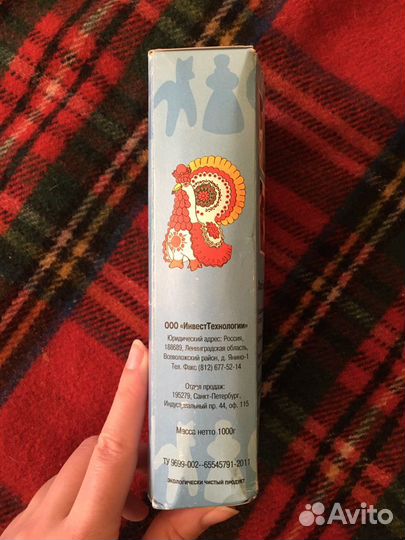 ООО «ИнвестТехнологии»
Юридический адрес: Россия,
188689, Ленинградская область,
Всеволожский район, д. Янино-1
Тел. Факс (812) 677-52-14
Отдел продаж:
195279, Санкт-Петербург,
Индустриальный пр. 44, оф. 115
Масса нетто 1000г
ТУ 9699-002--65545791-2011
ЭКОЛОГИЧЕСКИ ЧИСТЫЙ ПРОДУКТ
Avito